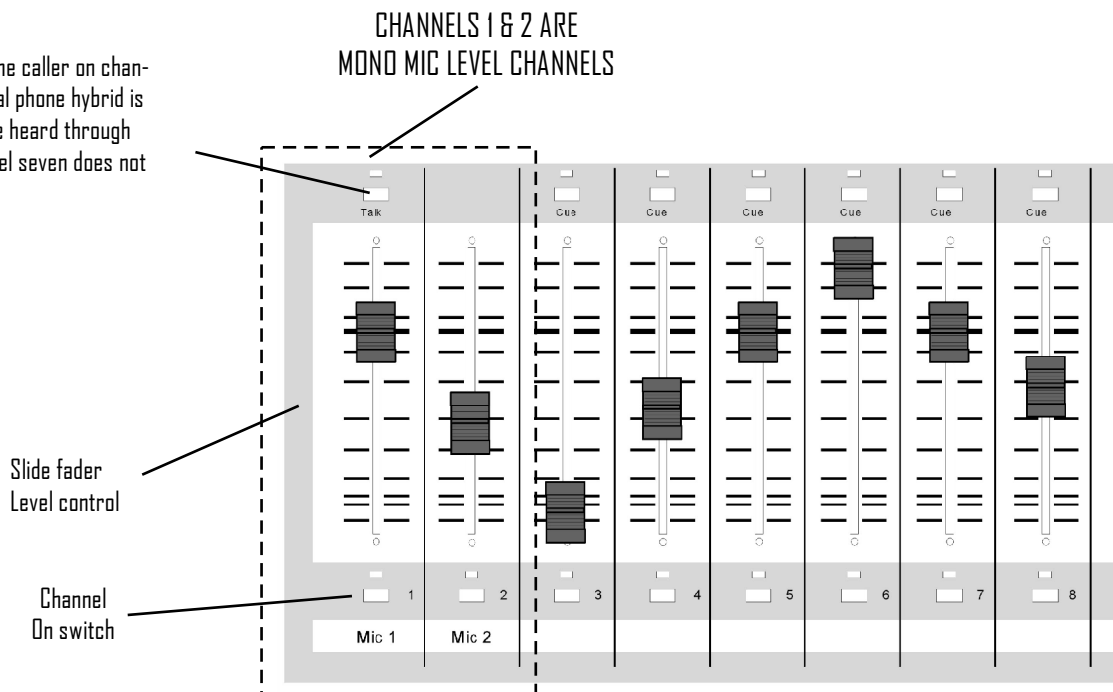 CHANNELS 1 & 2 ARE
MONO MIC LEVEL CHANNELS
ne caller on chan-
al phone hybrid is
e heard through
el seven does not
Talk
Cue
Cue
Cue
Cue
Cue
Cue
Slide fader
Level control
Channel
On switch
1
2
3
4
5
6
7
8
Mic 1
Mic 2